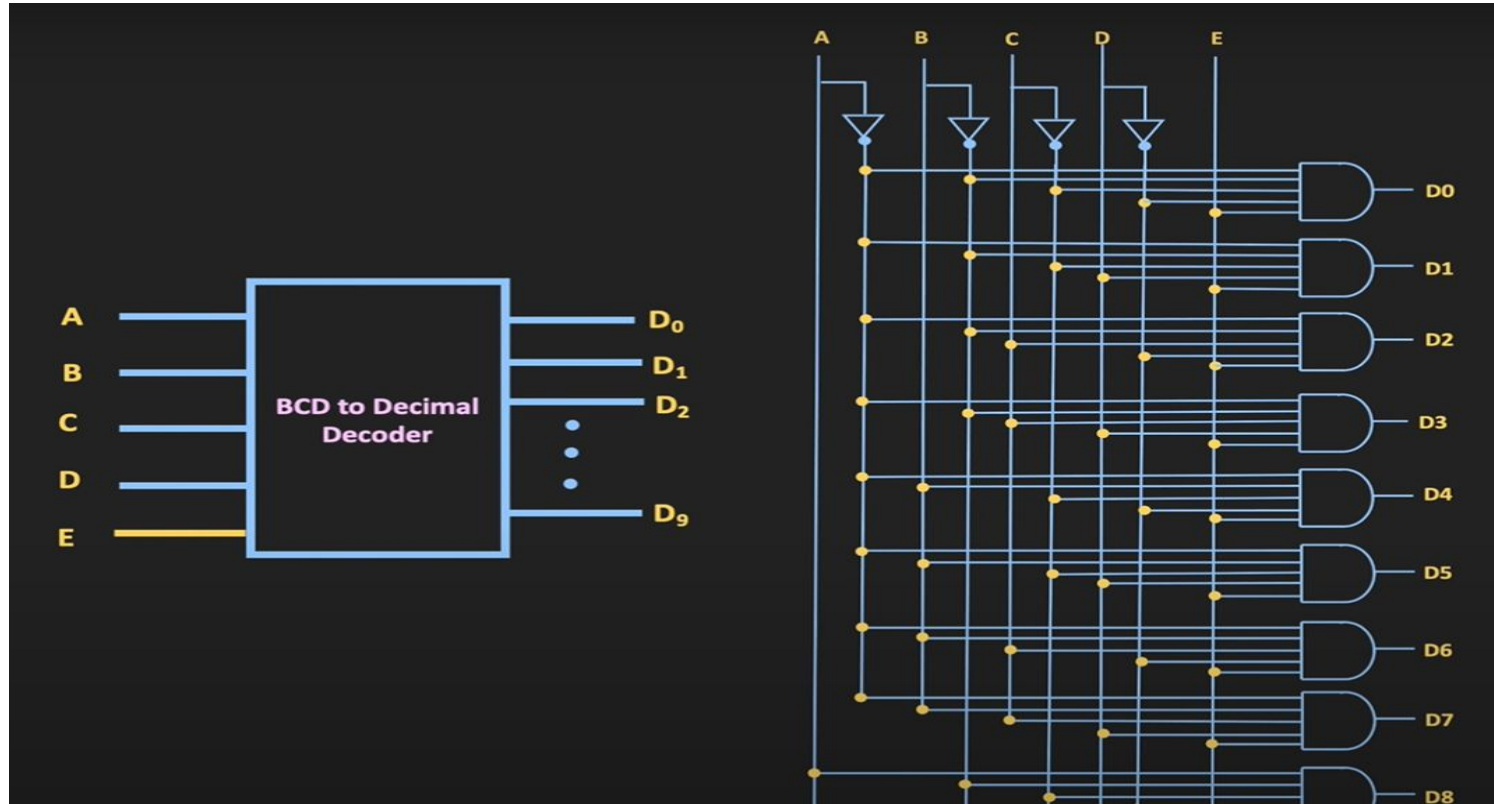 A
B
C
D
E
BCD to Decimal
Decoder
D₀
D₁
D₂
D₉
A B C D E
D0
D1
D2
D3
D4
D5
D6
D7
D8